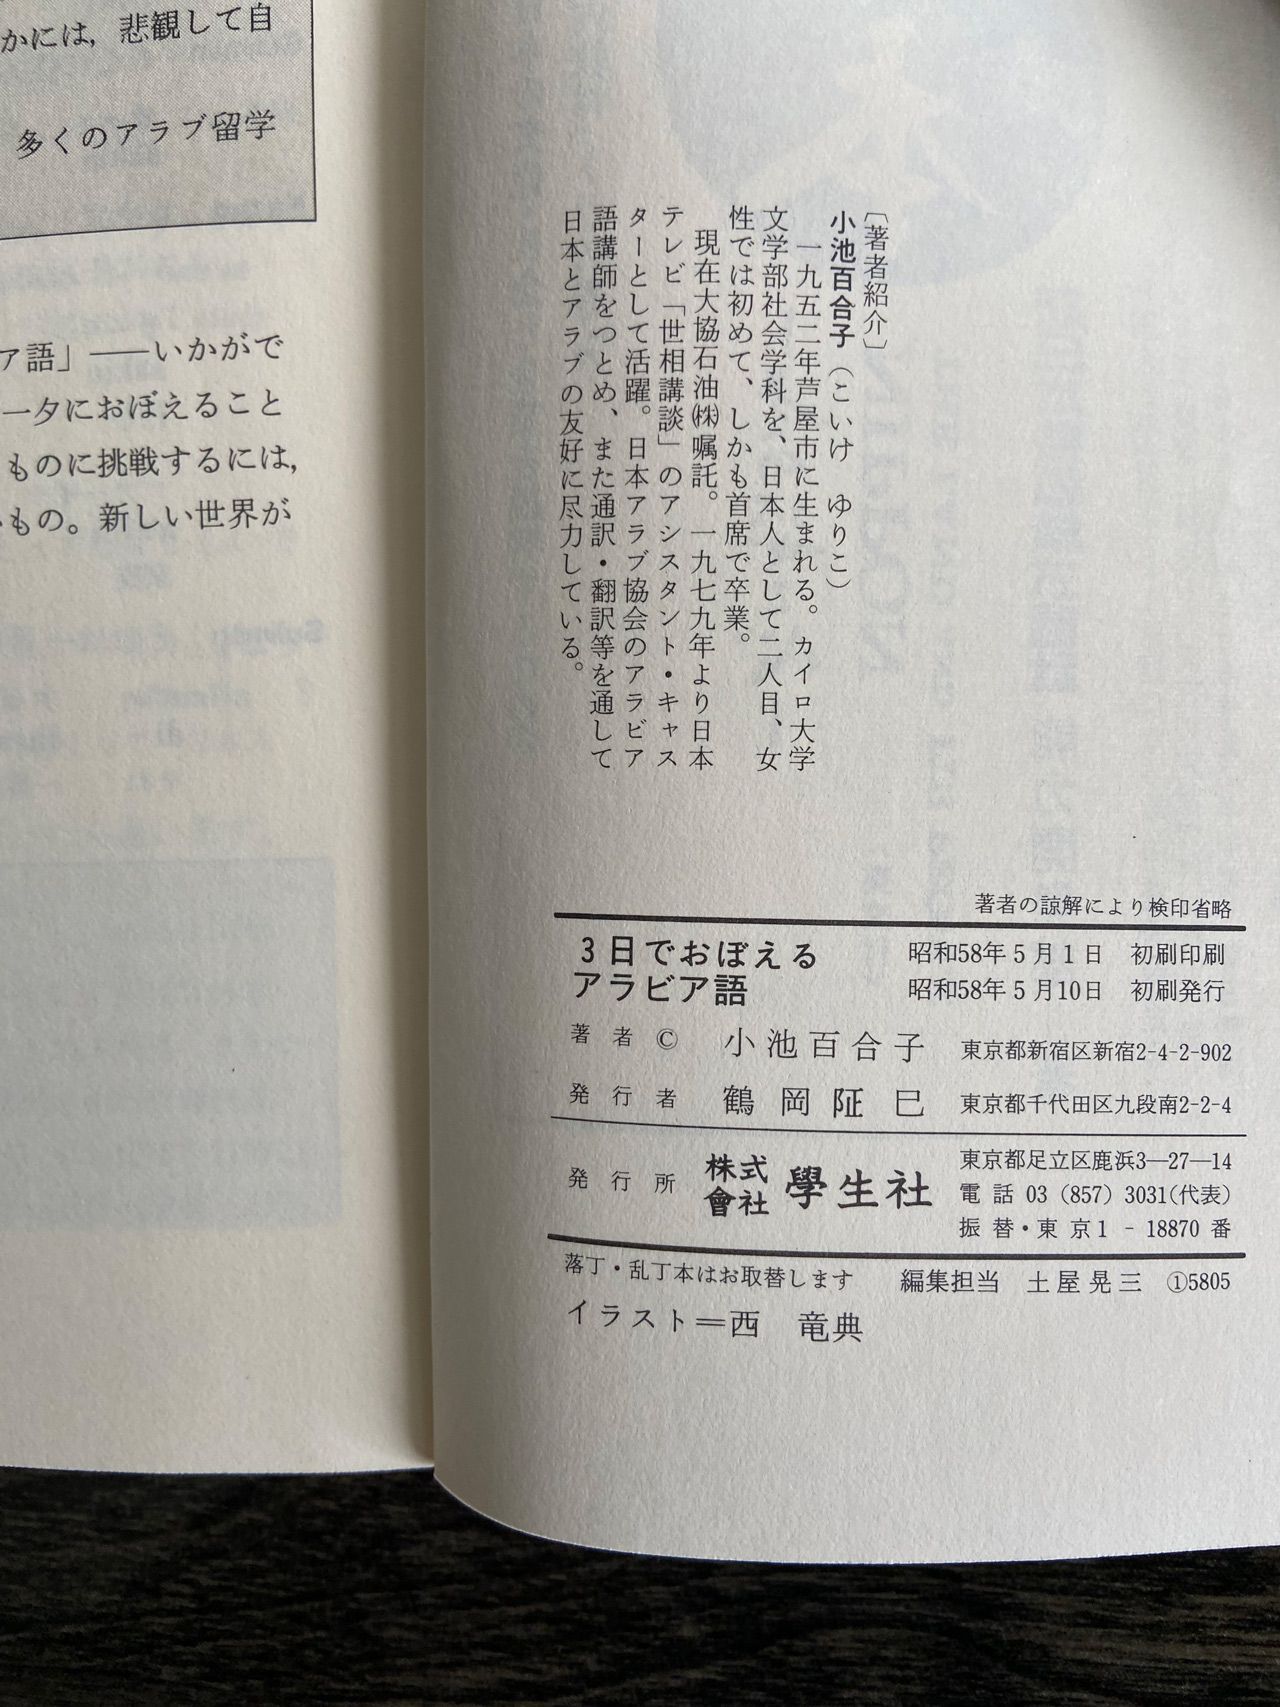 かには，悲観して自
多くのアラブ留学
ア語」――いかがで
一夕におぼえること
ものに挑戦するには，
もの。新しい世界が
〔著者紹介〕
小池百合子（こいけ　ゆりこ）
一九五二年芦屋市に生まれる。カイロ大学
文学部社会学科を、日本人として二人目、女
性では初めて、しかも首席で卒業。
現在大協石油㈱嘱託。一九七九年より日本
テレビ「世相講談」のアシスタント・キャス
ターとして活躍。日本アラブ協会のアラビア
語講師をつとめ、また通訳・翻訳等を通して
日本とアラブの友好に尽力している。
著者の諒解により検印省略
3日でおぼえる
アラビア語
昭和58年5月1日　初刷印刷
昭和58年5月10日　初刷発行
著者©　小池百合子　東京都新宿区新宿2-4-2-902
発行者　鶴岡阷巳　東京都千代田区九段南2-2-4
発行所　株式會社　學生社
東京都足立区鹿浜3―27―14
電話 03（857）3031（代表）
振替・東京1－18870番
落丁・乱丁本はお取替します　編集担当　土屋晃三　①5805
イラスト＝西　竜典